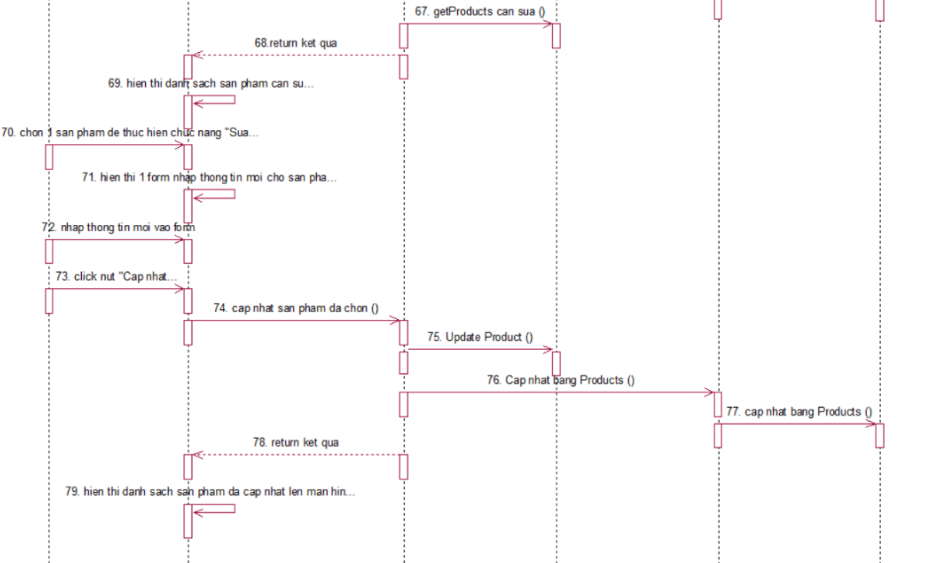 67. getProducts can sua ()
68.return ket qua
69. hien thi danh sach san pham can su...
70. chon 1 san pham de thuc hien chuc nang "Sua...
71. hien thi 1 form nhap thong tin moi cho san pha...
72. nhap thong tin moi vao form
73. click nut "Cap nhat...
74. cap nhat san pham da chon ()
75. Update Product ()
76. Cap nhat bang Products ()
77. cap nhat bang Products ()
78. return ket qua
79. hien thi danh sach san pham da cap nhat len man hin...